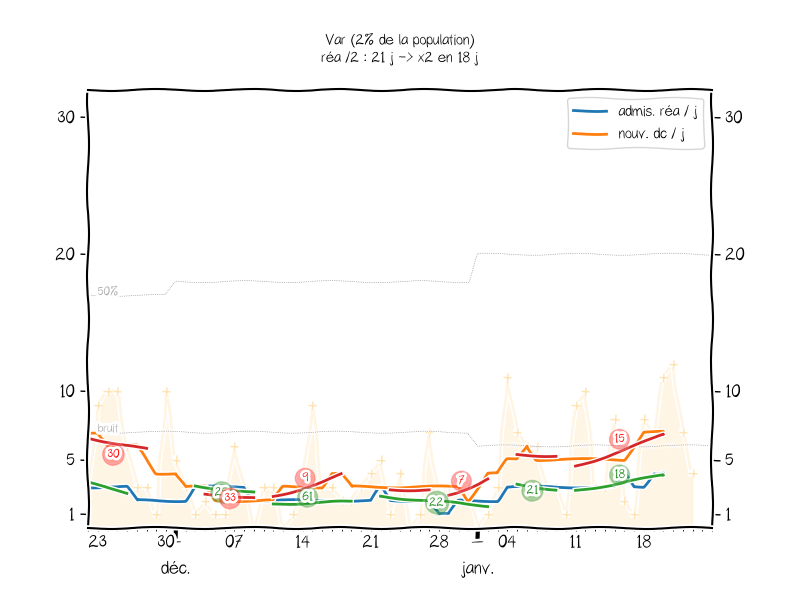 Var (2% de la population)
réa /2 : 21 j -> x2 en 18 j
admis. réa / j
nouv. dc / j
30 30
20 20
50%
10 10
bruit
5 5
1 1
30
33
9
61
22
7
21
15
18
23 30 07 14 21 28 04 11 18
déc. janv.